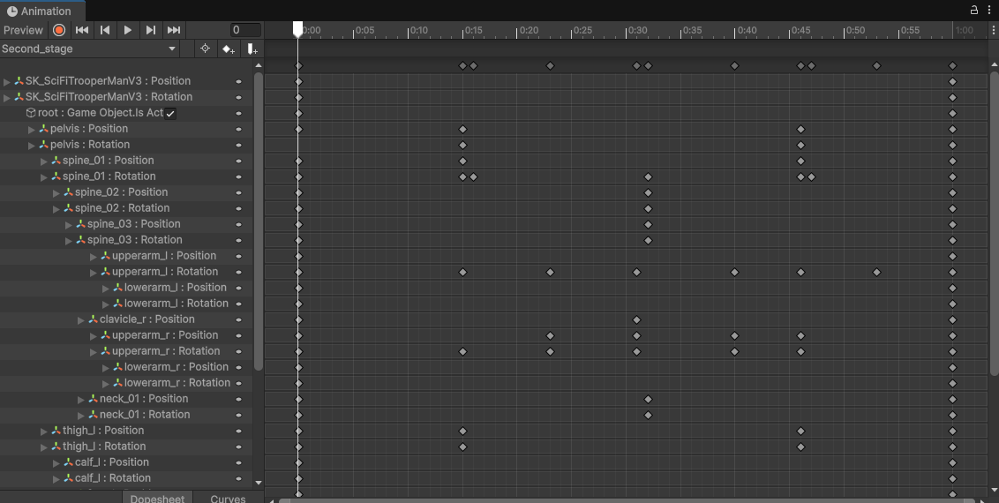 Animation
Preview 0 0:00 0:05 0:10 0:15 0:20 0:25 0:30 0:35 0:40 0:45 0:50 0:55 1:00
Second_stage
SK_SciFiTrooperManV3 : Position
SK_SciFiTrooperManV3 : Rotation
root : Game Object.Is Act
pelvis : Position
pelvis : Rotation
spine_01 : Position
spine_01 : Rotation
spine_02 : Position
spine_02 : Rotation
spine_03 : Position
spine_03 : Rotation
upperarm_l : Position
upperarm_l : Rotation
lowerarm_l : Position
lowerarm_l : Rotation
clavicle_r : Position
upperarm_r : Position
upperarm_r : Rotation
lowerarm_r : Position
lowerarm_r : Rotation
neck_01 : Position
neck_01 : Rotation
thigh_l : Position
thigh_l : Rotation
calf_l : Position
calf_l : Rotation
Dopesheet Curves